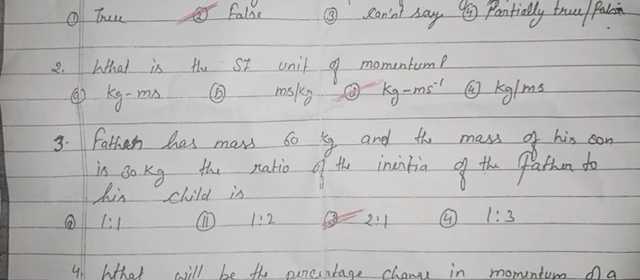 ① True ② false ③ can't say ④ Partially true/false
2. What is the SI unit of momentum?
ⓐ kg-ms ⓑ ms/kg ③ kg-ms⁻¹ ④ kg/ms
3. Father has mass 60 kg and the mass of his son
is 30 kg the ratio of the inertia of the father to
his child is
1:1 ⑪ 1:2 ③ 2:1 ④ 1:3
4. What will be the percentage change in momentum of a